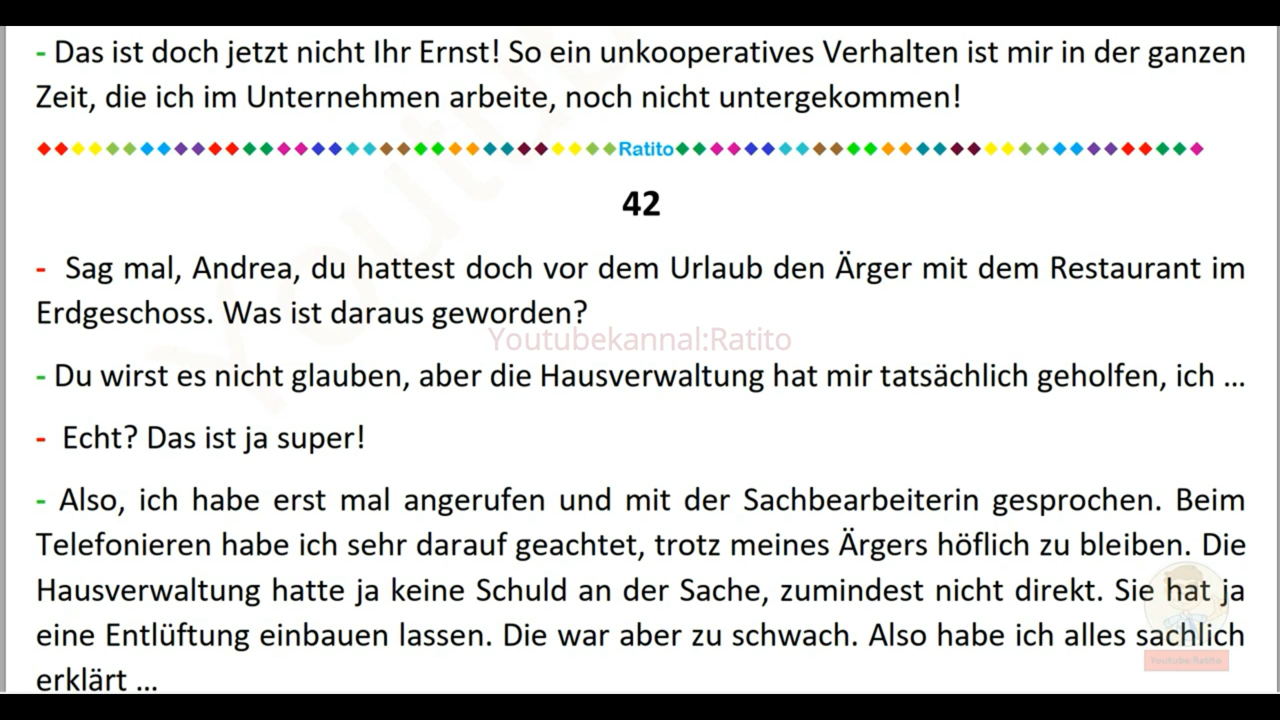 - Das ist doch jetzt nicht Ihr Ernst! So ein unkooperatives Verhalten ist mir in der ganzen
Zeit, die ich im Unternehmen arbeite, noch nicht untergekommen!
Ratito
42
- Sag mal, Andrea, du hattest doch vor dem Urlaub den Ärger mit dem Restaurant im
Erdgeschoss. Was ist daraus geworden?
Youtubekannal:Ratito
- Du wirst es nicht glauben, aber die Hausverwaltung hat mir tatsächlich geholfen, ich ...
- Echt? Das ist ja super!
- Also, ich habe erst mal angerufen und mit der Sachbearbeiterin gesprochen. Beim
Telefonieren habe ich sehr darauf geachtet, trotz meines Ärgers höflich zu bleiben. Die
Hausverwaltung hatte ja keine Schuld an der Sache, zumindest nicht direkt. Sie hat ja
eine Entlüftung einbauen lassen. Die war aber zu schwach. Also habe ich alles sachlich
erklärt ...
Youtube:Ratito